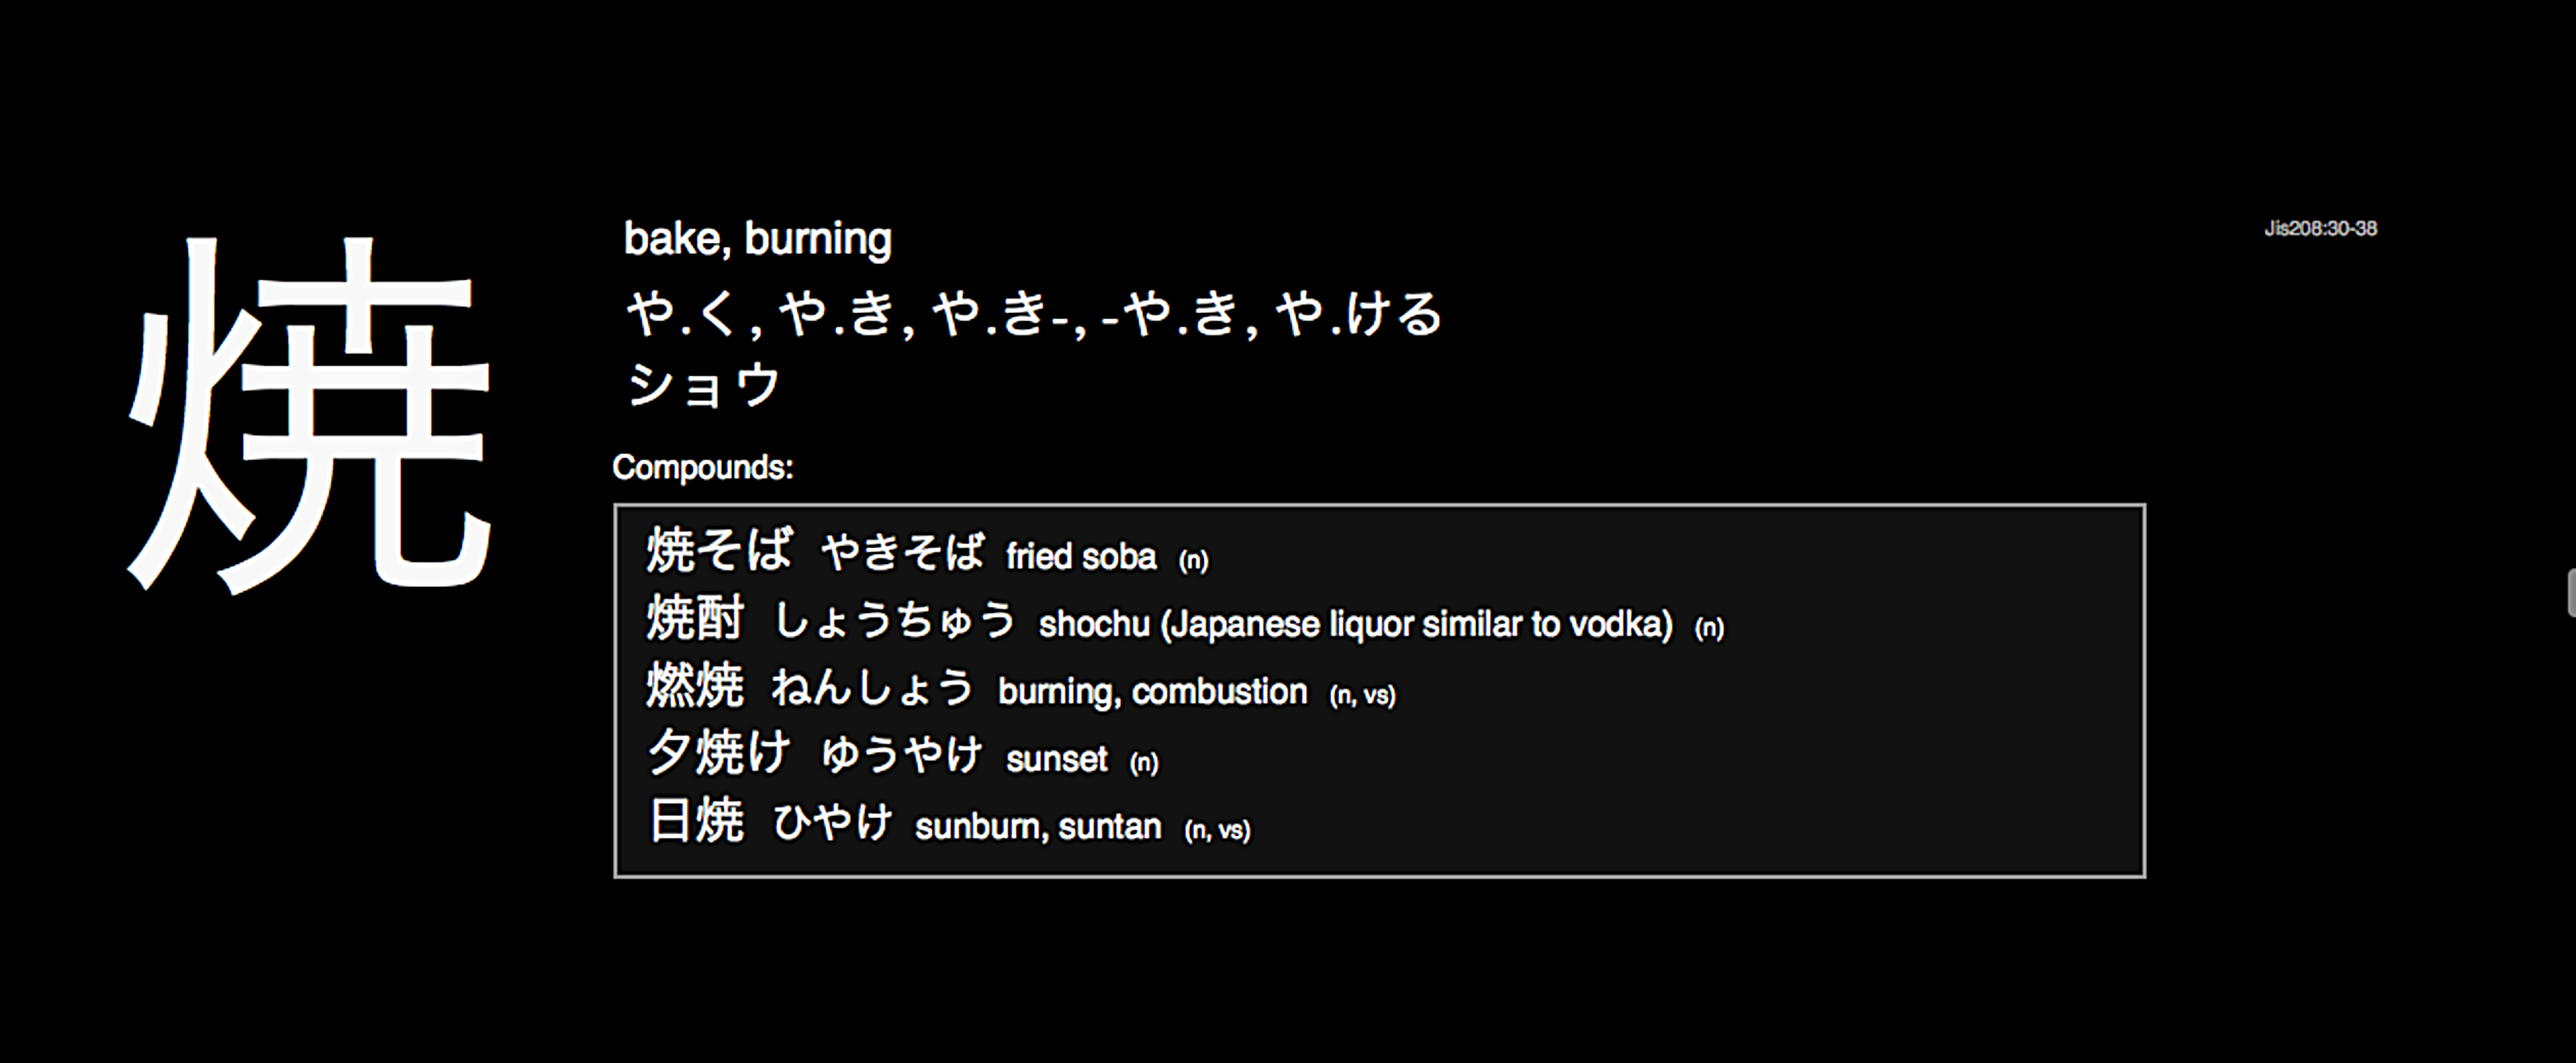 焼
bake, burning
や.く, や.き, や.き-, -や.き, や.ける
ショウ
Jis208:30-38
Compounds:
焼そば やきそば fried soba (n)
焼酎 しょうちゅう shochu (Japanese liquor similar to vodka) (n)
燃焼 ねんしょう burning, combustion (n, vs)
夕焼け ゆうやけ sunset (n)
日焼 ひやけ sunburn, suntan (n, vs)